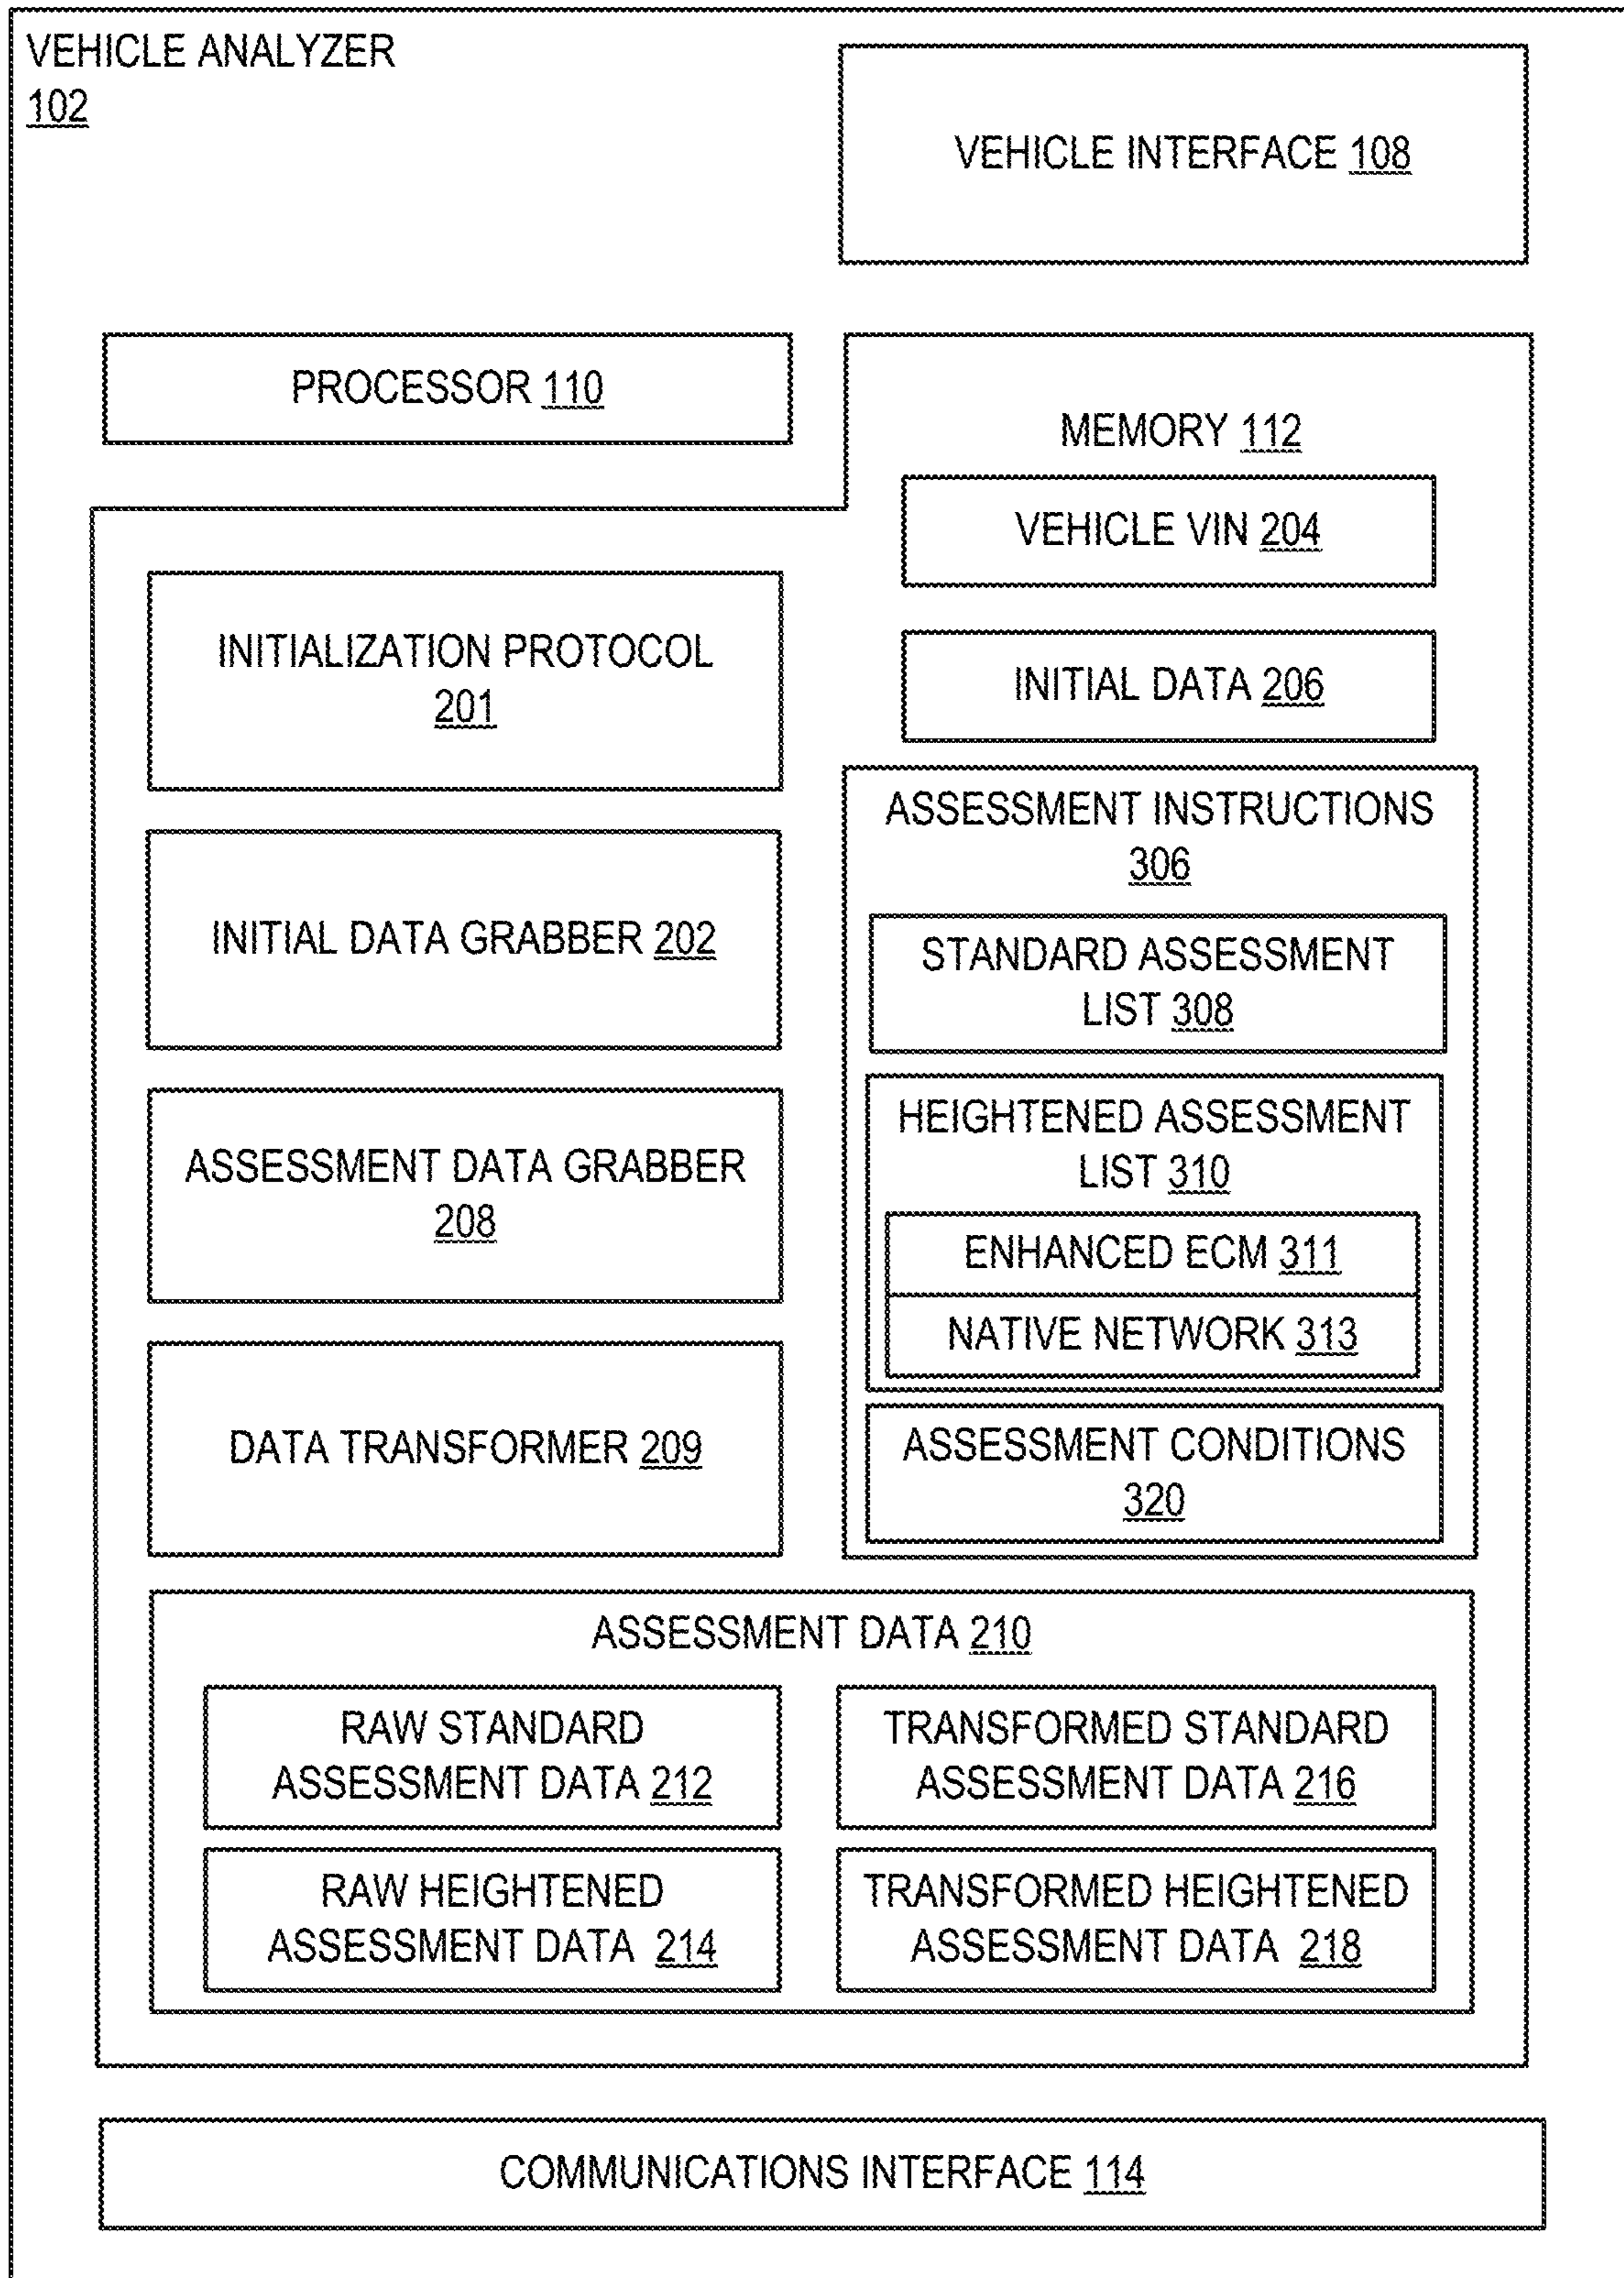 VEHICLE ANALYZER
102
VEHICLE INTERFACE 108
PROCESSOR 110
MEMORY 112
VEHICLE VIN 204
INITIAL DATA 206
INITIALIZATION PROTOCOL
201
INITIAL DATA GRABBER 202
ASSESSMENT DATA GRABBER
208
DATA TRANSFORMER 209
ASSESSMENT INSTRUCTIONS
306
STANDARD ASSESSMENT
LIST 308
HEIGHTENED ASSESSMENT
LIST 310
ENHANCED ECM 311
NATIVE NETWORK 313
ASSESSMENT CONDITIONS
320
ASSESSMENT DATA 210
RAW STANDARD
ASSESSMENT DATA 212
TRANSFORMED STANDARD
ASSESSMENT DATA 216
RAW HEIGHTENED
ASSESSMENT DATA 214
TRANSFORMED HEIGHTENED
ASSESSMENT DATA 218
COMMUNICATIONS INTERFACE 114